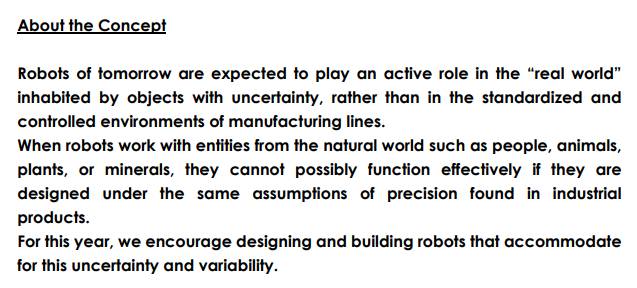 About the Concept
Robots of tomorrow are expected to play an active role in the “real world”
inhabited by objects with uncertainty, rather than in the standardized and
controlled environments of manufacturing lines.
When robots work with entities from the natural world such as people, animals,
plants, or minerals, they cannot possibly function effectively if they are
designed under the same assumptions of precision found in industrial
products.
For this year, we encourage designing and building robots that accommodate
for this uncertainty and variability.